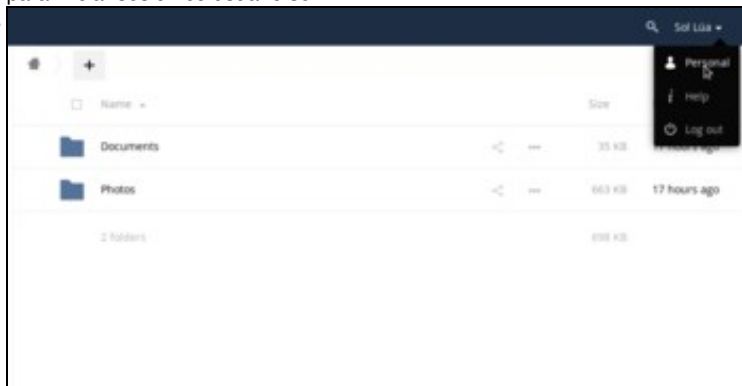 Sol Lúa
Personal
+
Name
Size
Help
Log out
Documents
35 KB
Photos
663 KB
17 hours ago
2 folders
698 KB